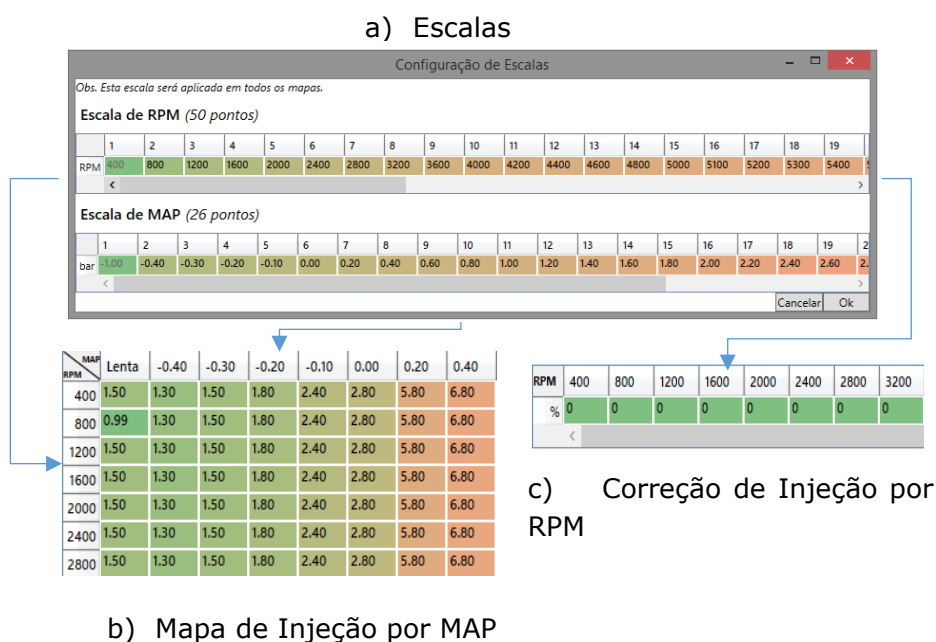 a) Escalas
Configuração de Escalas
Obs. Esta escala será aplicada em todos os mapas.
Escala de RPM (50 pontos)
1 2 3 4 5 6 7 8 9 10 11 12 13 14 15 16 17 18 19
RPM 400 800 1200 1600 2000 2400 2800 3200 3600 4000 4200 4400 4600 4800 5000 5100 5200 5300 5400
Escala de MAP (26 pontos)
1 2 3 4 5 6 7 8 9 10 11 12 13 14 15 16 17 18 19 2
bar -1.00 -0.40 -0.30 -0.20 -0.10 0.00 0.20 0.40 0.60 0.80 1.00 1.20 1.40 1.60 1.80 2.00 2.20 2.40 2.60 2.
Cancelar Ok
MAP
RPM Lenta -0.40 -0.30 -0.20 -0.10 0.00 0.20 0.40
400 1.50 1.30 1.50 1.80 2.40 2.80 5.80 6.80
800 0.99 1.30 1.50 1.80 2.40 2.80 5.80 6.80
1200 1.50 1.30 1.50 1.80 2.40 2.80 5.80 6.80
1600 1.50 1.30 1.50 1.80 2.40 2.80 5.80 6.80
2000 1.50 1.30 1.50 1.80 2.40 2.80 5.80 6.80
2400 1.50 1.30 1.50 1.80 2.40 2.80 5.80 6.80
2800 1.50 1.30 1.50 1.80 2.40 2.80 5.80 6.80
RPM 400 800 1200 1600 2000 2400 2800 3200
% 0 0 0 0 0 0 0 0
c) Correção de Injeção por
RPM
b) Mapa de Injeção por MAP